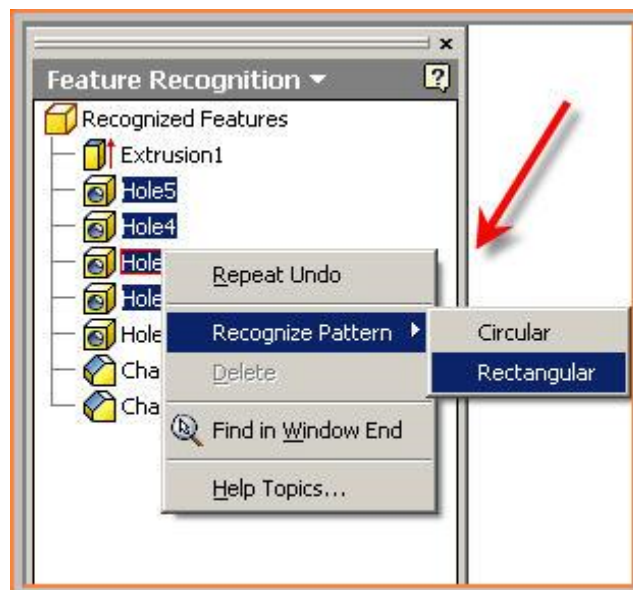 Feature Recognition
Recognized Features
Extrusion1
Hole5
Hole4
Hole
Hole
Hole
Cha
Cha
Repeat Undo
Recognize Pattern
Delete
Find in Window End
Help Topics...
Circular
Rectangular